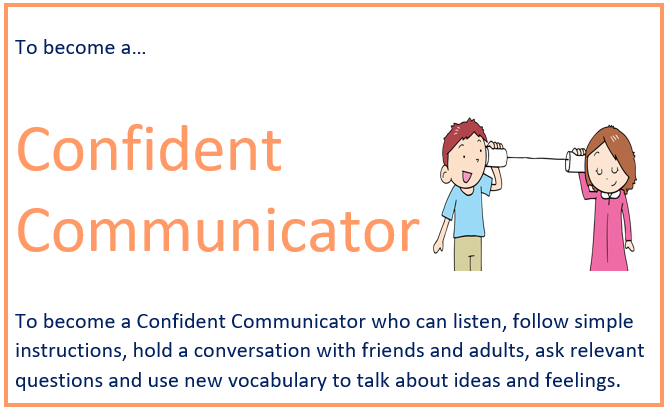 To become a…
Confident
Communicator
To become a Confident Communicator who can listen, follow simple
instructions, hold a conversation with friends and adults, ask relevant
questions and use new vocabulary to talk about ideas and feelings.